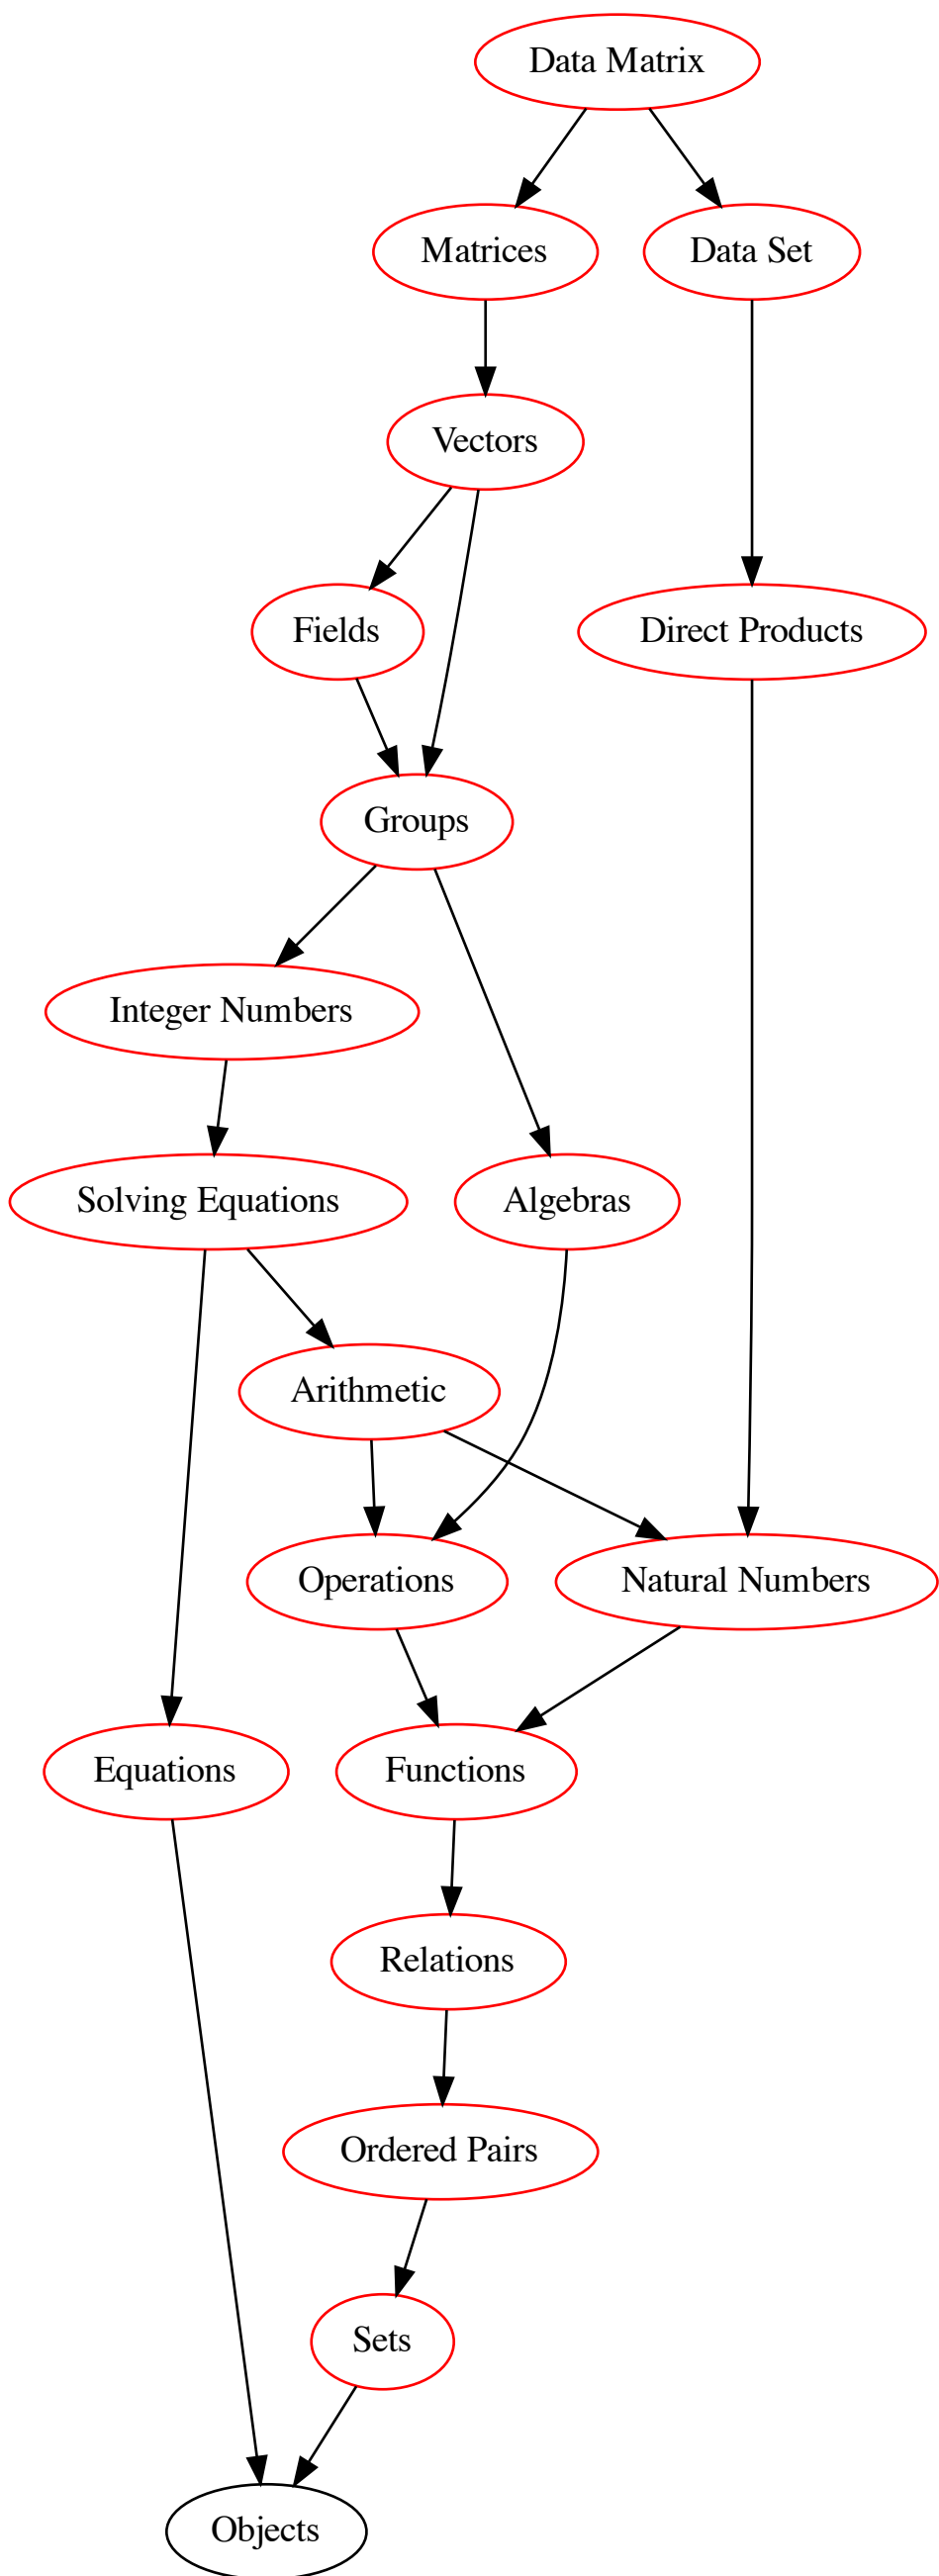 Data Matrix
Matrices
Data Set
Vectors
Fields
Direct Products
Groups
Integer Numbers
Solving Equations
Algebras
Arithmetic
Operations
Natural Numbers
Equations
Functions
Relations
Ordered Pairs
Sets
Objects